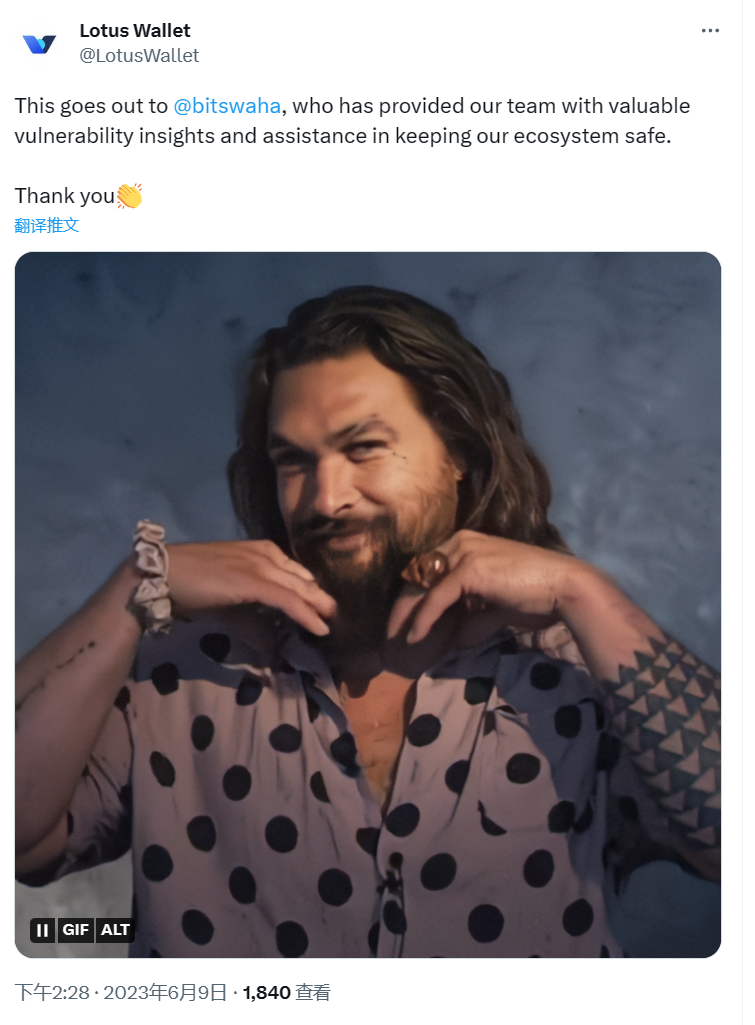 Lotus Wallet
@LotusWallet
This goes out to @bitswaha, who has provided our team with valuable
vulnerability insights and assistance in keeping our ecosystem safe.
Thank you👏
翻译推文
GIF ALT
下午2:28 · 2023年6月9日 · 1,840 查看